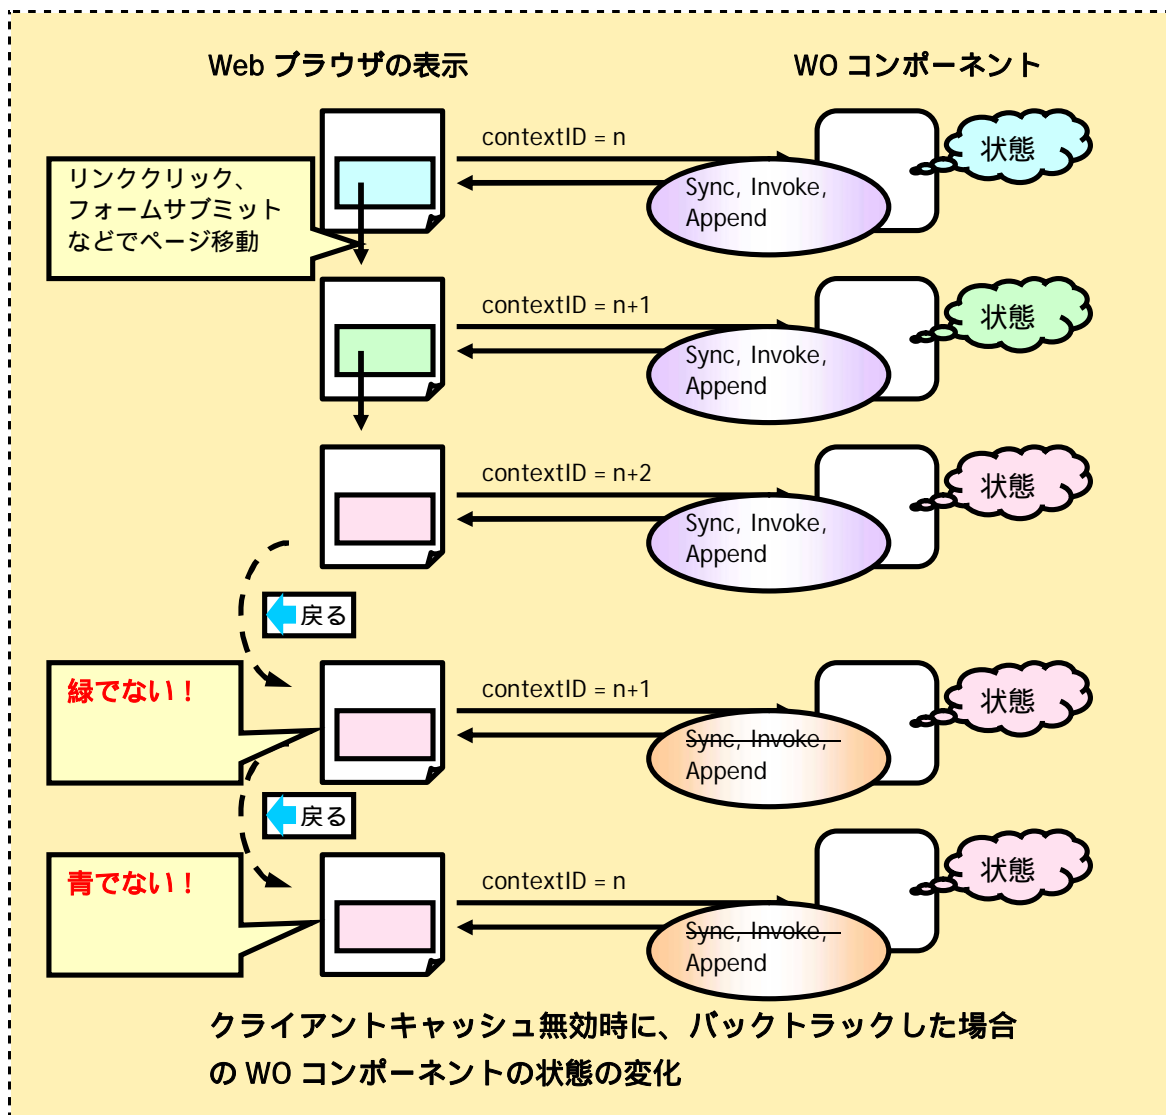 Web ブラウザの表示
WO コンポーネント
contextID = n
状態
リンククリック、
フォームサブミット
などでページ移動
Sync, Invoke,
Append
contextID = n+1
状態
Sync, Invoke,
Append
contextID = n+2
状態
Sync, Invoke,
Append
戻る
緑でない！
contextID = n+1
状態
Sync, Invoke,
Append
戻る
青でない！
contextID = n
状態
Sync, Invoke,
Append
クライアントキャッシュ無効時に、バックトラックした場合
の WO コンポーネントの状態の変化